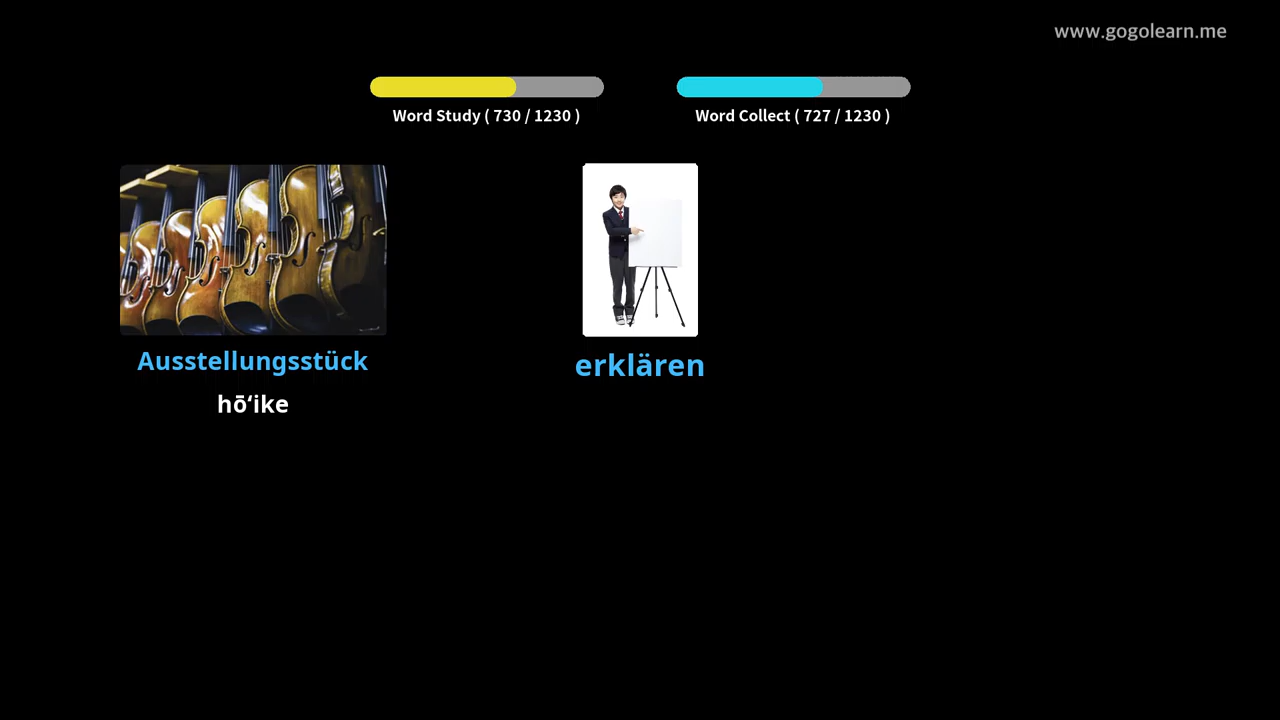 www.gogolearn.me
Word Study ( 730 / 1230 )
Word Collect ( 727 / 1230 )
Ausstellungsstück
hōʻike
erklären